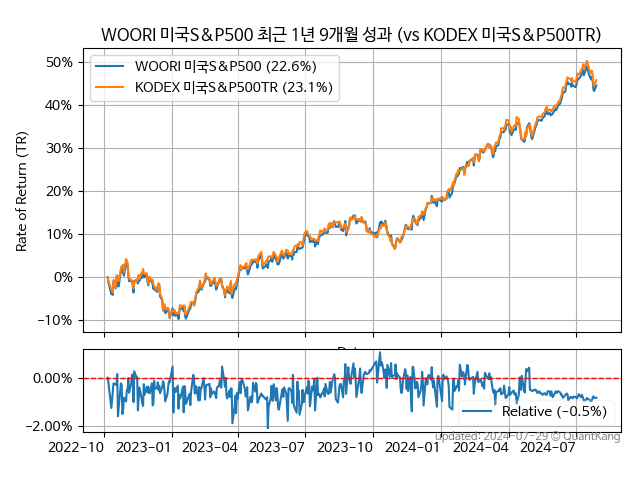 WOORI 미국S&P500 최근 1년 9개월 성과 (vs KODEX 미국S&P500TR)
WOORI 미국S&P500 (22.6%)
KODEX 미국S&P500TR (23.1%)
Rate of Return (TR)
50%
40%
30%
20%
10%
0%
−10%
0.00%
−2.00%
Relative (−0.5%)
2022-10 2023-01 2023-04 2023-07 2023-10 2024-01 2024-04 2024-07
updated: 2024-07-29 © QuantKang